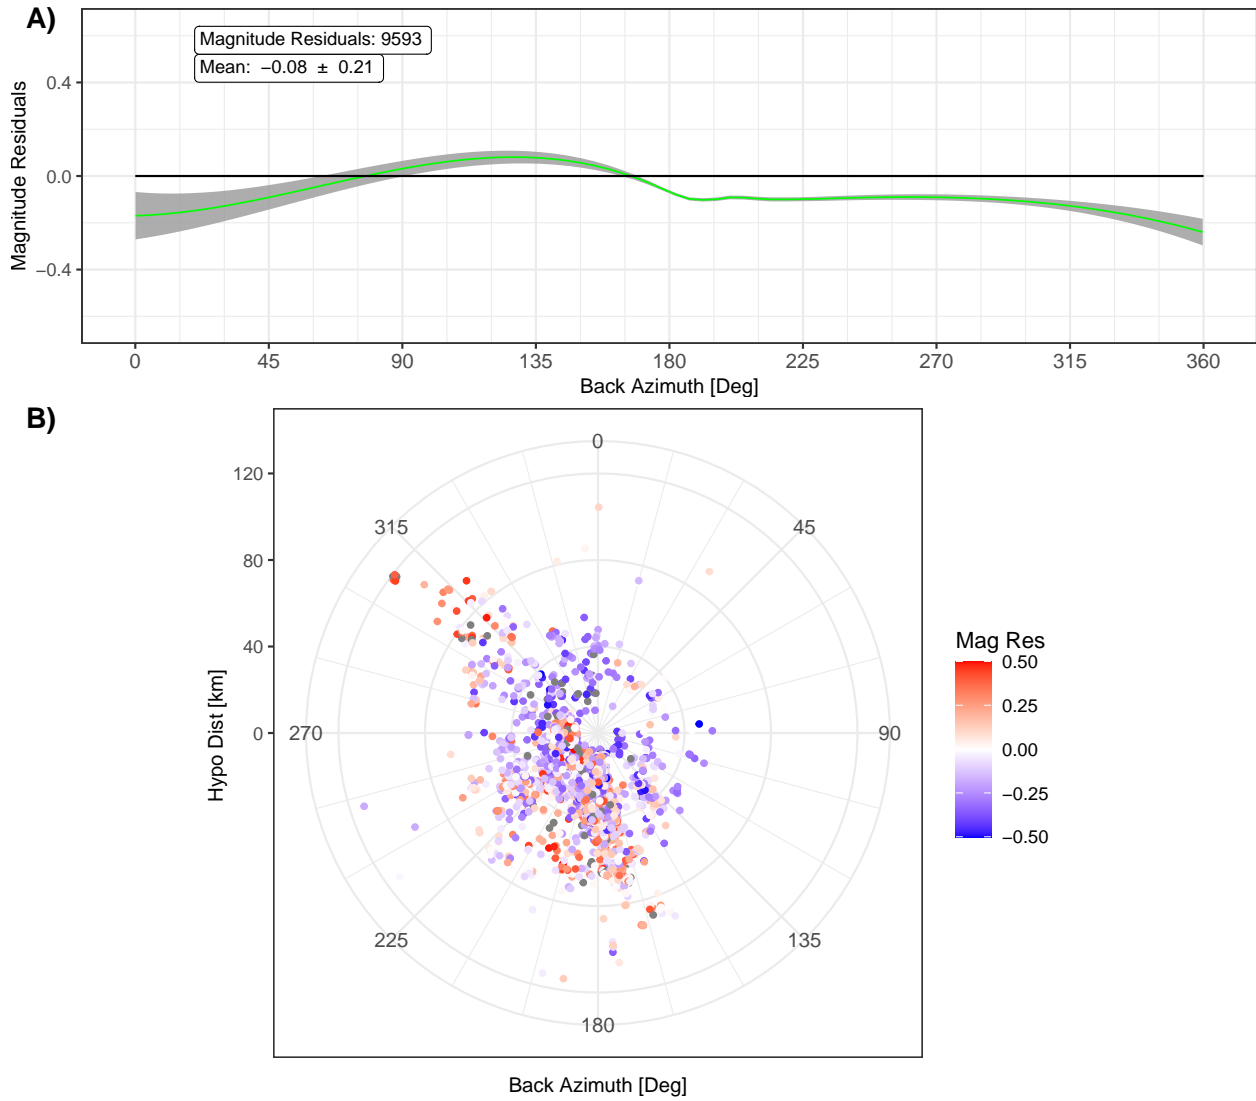 A)
Magnitude Residuals: 9593
Mean: −0.08 ± 0.21
Magnitude Residuals
0.4
0.0
−0.4
0 45 90 135 180 225 270 315 360
Back Azimuth [Deg]
B)
Hypo Dist [km]
120
80
40
0
0
45
90
135
180
225
270
315
Back Azimuth [Deg]
Mag Res
0.50
0.25
0.00
−0.25
−0.50